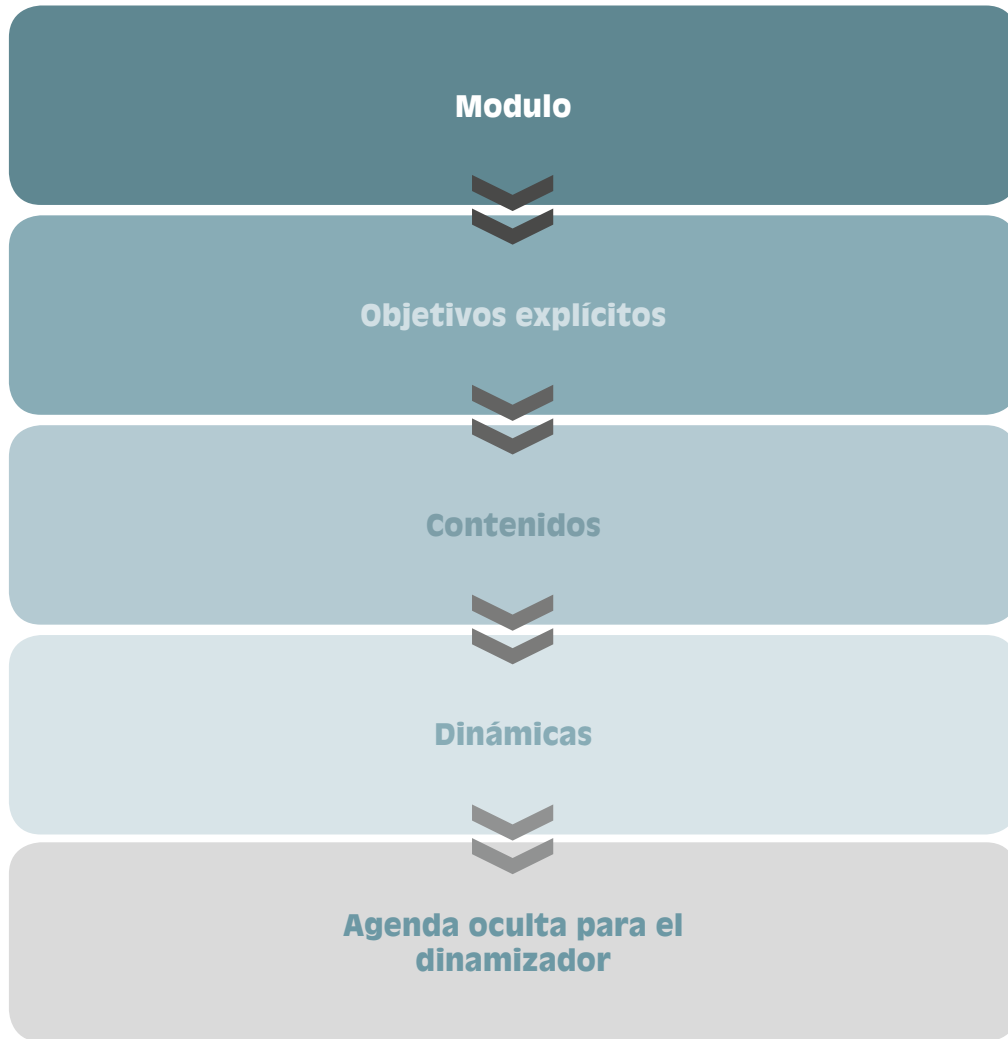 Modulo
Objetivos explícitos
Contenidos
Dinámicas
Agenda oculta para el
dinamizador